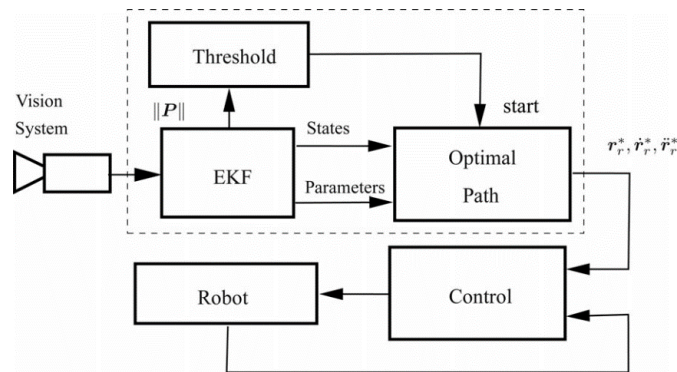 Threshold
Vision
System
‖P‖
start
States
EKF
Parameters
Optimal
Path
r*_r, ṙ*_r, r̈*_r
Robot
Control